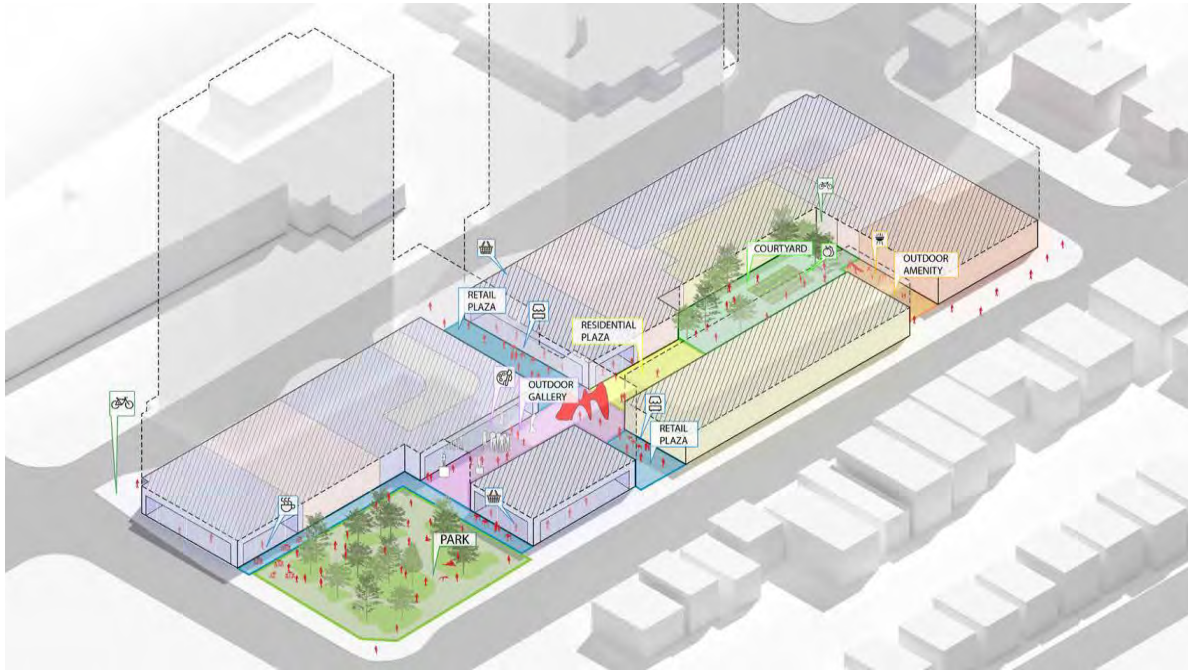 COURTYARD
OUTDOOR
AMENITY
RETAIL
PLAZA
RESIDENTIAL
PLAZA
OUTDOOR
GALLERY
RETAIL
PLAZA
PARK